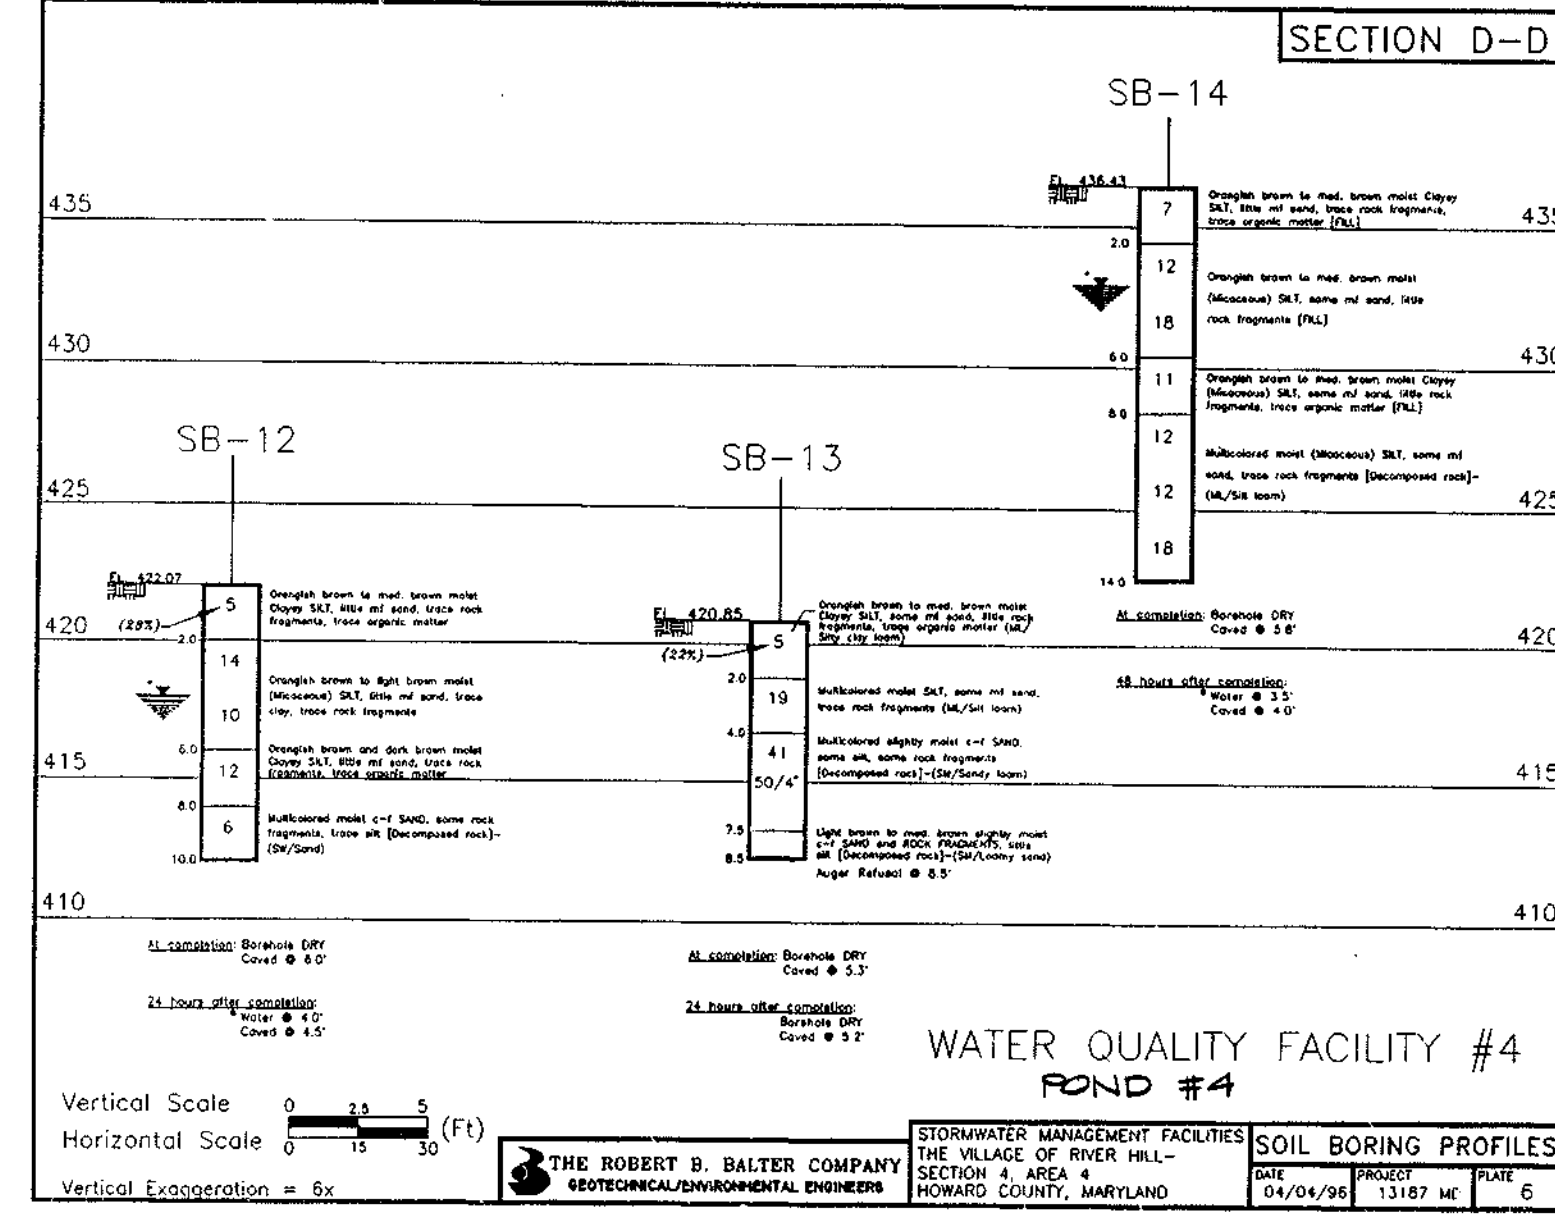 SECTION D-D
SB-14
EL. 436.43
435
435
7
Orangish brown to med. brown moist Clayey
SILT, little mf sand, trace rock fragments,
trace organic matter [FILL]
2.0
12
Orangish brown to med. brown moist
(Micaceous) SILT, some mf sand, little
rock fragments [FILL]
18
430
430
6.0
11
Orangish brown to med. brown moist Clayey
(Micaceous) SILT, some mf sand, little rock
fragments, trace organic matter [FILL]
8.0
12
Multicolored moist (Micaceous) SILT, some mf
sand, trace rock fragments [Decomposed rock]-
(ML/Silt loam)
12
425
425
18
14.0
At completion: Borehole DRY
Caved @ 5.8'
48 hours after completion:
Water @ 3.5'
Caved @ 4.0'
SB-12
EL. 422.07
5
(28%)
Orangish brown to med. brown moist
Clayey SILT, little mf sand, trace rock
fragments, trace organic matter
420
420
2.0
14
Orangish brown to light brown moist
(Micaceous) SILT, little mf sand, trace
clay, trace rock fragments
10
6.0
12
Orangish brown and dark brown moist
Clayey SILT, little mf sand, trace rock
fragments, trace organic matter
415
415
8.0
6
Multicolored moist c-f SAND, some rock
fragments, trace silt [Decomposed rock]-
(SW/Sand)
10.0
SB-13
EL. 420.85
5
(22%)
Orangish brown to med. brown moist
Clayey SILT, some mf sand, little rock
fragments, trace organic matter (ML/
Silty clay loam)
2.0
19
Multicolored moist SILT, some mf sand,
trace rock fragments (ML/Silt loam)
4.0
41
50/4"
Multicolored slightly moist c-f SAND,
some silt, some rock fragments
[Decomposed rock]-(SM/Sandy loam)
7.5
8.5
Light brown to med. brown slightly moist
c-f SAND and ROCK FRAGMENTS, little
silt [Decomposed rock]-(SM/Loamy sand)
Auger Refusal @ 8.5'
410
410
At completion: Borehole DRY
Caved @ 6.0'
24 hours after completion:
Water @ 4.0'
Caved @ 4.5'
At completion: Borehole DRY
Caved @ 5.3'
24 hours after completion:
Borehole DRY
Caved @ 5.2'
WATER QUALITY FACILITY #4
POND #4
Vertical Scale 0 2.5 5
Horizontal Scale 0 15 30 (Ft)
Vertical Exaggeration = 6x
THE ROBERT B. BALTER COMPANY
GEOTECHNICAL/ENVIRONMENTAL ENGINEERS
STORMWATER MANAGEMENT FACILITIES
THE VILLAGE OF RIVER HILL-
SECTION 4, AREA 4
HOWARD COUNTY, MARYLAND
SOIL BORING PROFILES
DATE
04/04/95
PROJECT
13187
PLATE
6